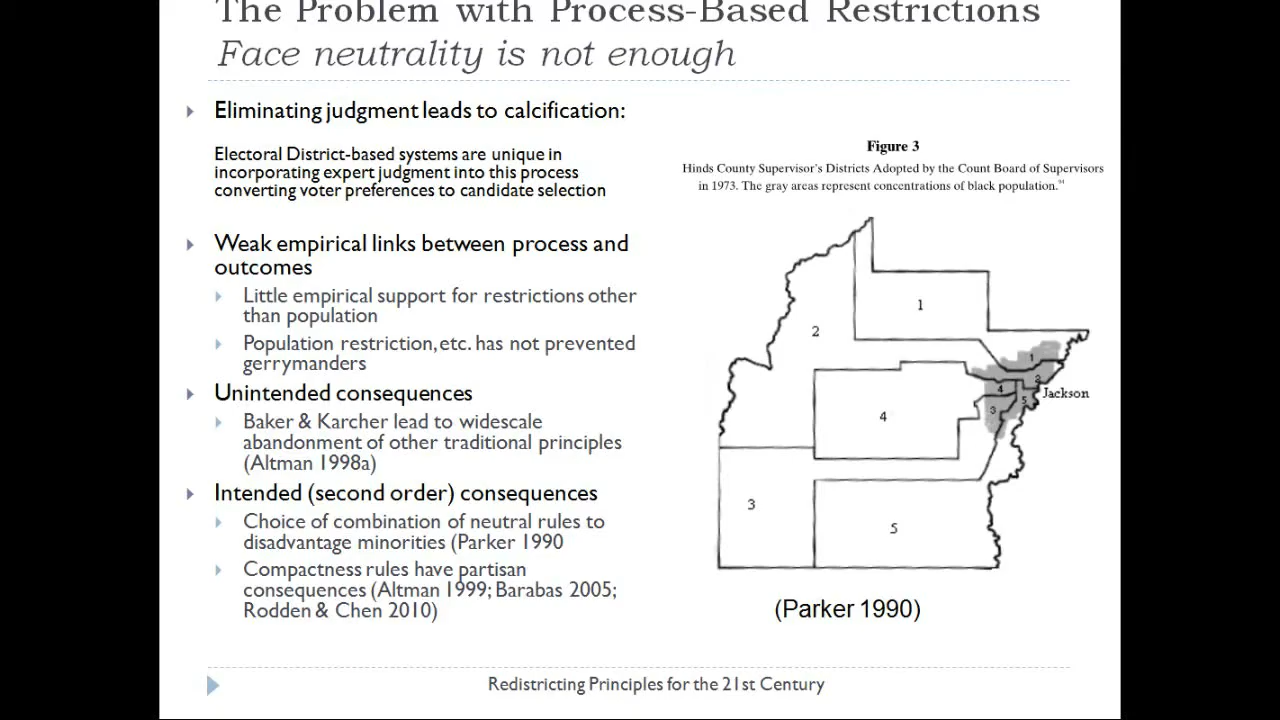 The Problem with Process-Based Restrictions
Face neutrality is not enough
Eliminating judgment leads to calcification:
Electoral District-based systems are unique in
incorporating expert judgment into this process
converting voter preferences to candidate selection
Weak empirical links between process and
outcomes
Little empirical support for restrictions other
than population
Population restriction, etc. has not prevented
gerrymanders
Unintended consequences
Baker & Karcher lead to widescale
abandonment of other traditional principles
(Altman 1998a)
Intended (second order) consequences
Choice of combination of neutral rules to
disadvantage minorities (Parker 1990
Compactness rules have partisan
consequences (Altman 1999; Barabas 2005;
Rodden & Chen 2010)
Figure 3
Hinds County Supervisor's Districts Adopted by the Count Board of Supervisors
in 1973. The gray areas represent concentrations of black population.
1
2
1
2
4
5
Jackson
3
4
3
5
(Parker 1990)
Redistricting Principles for the 21st Century